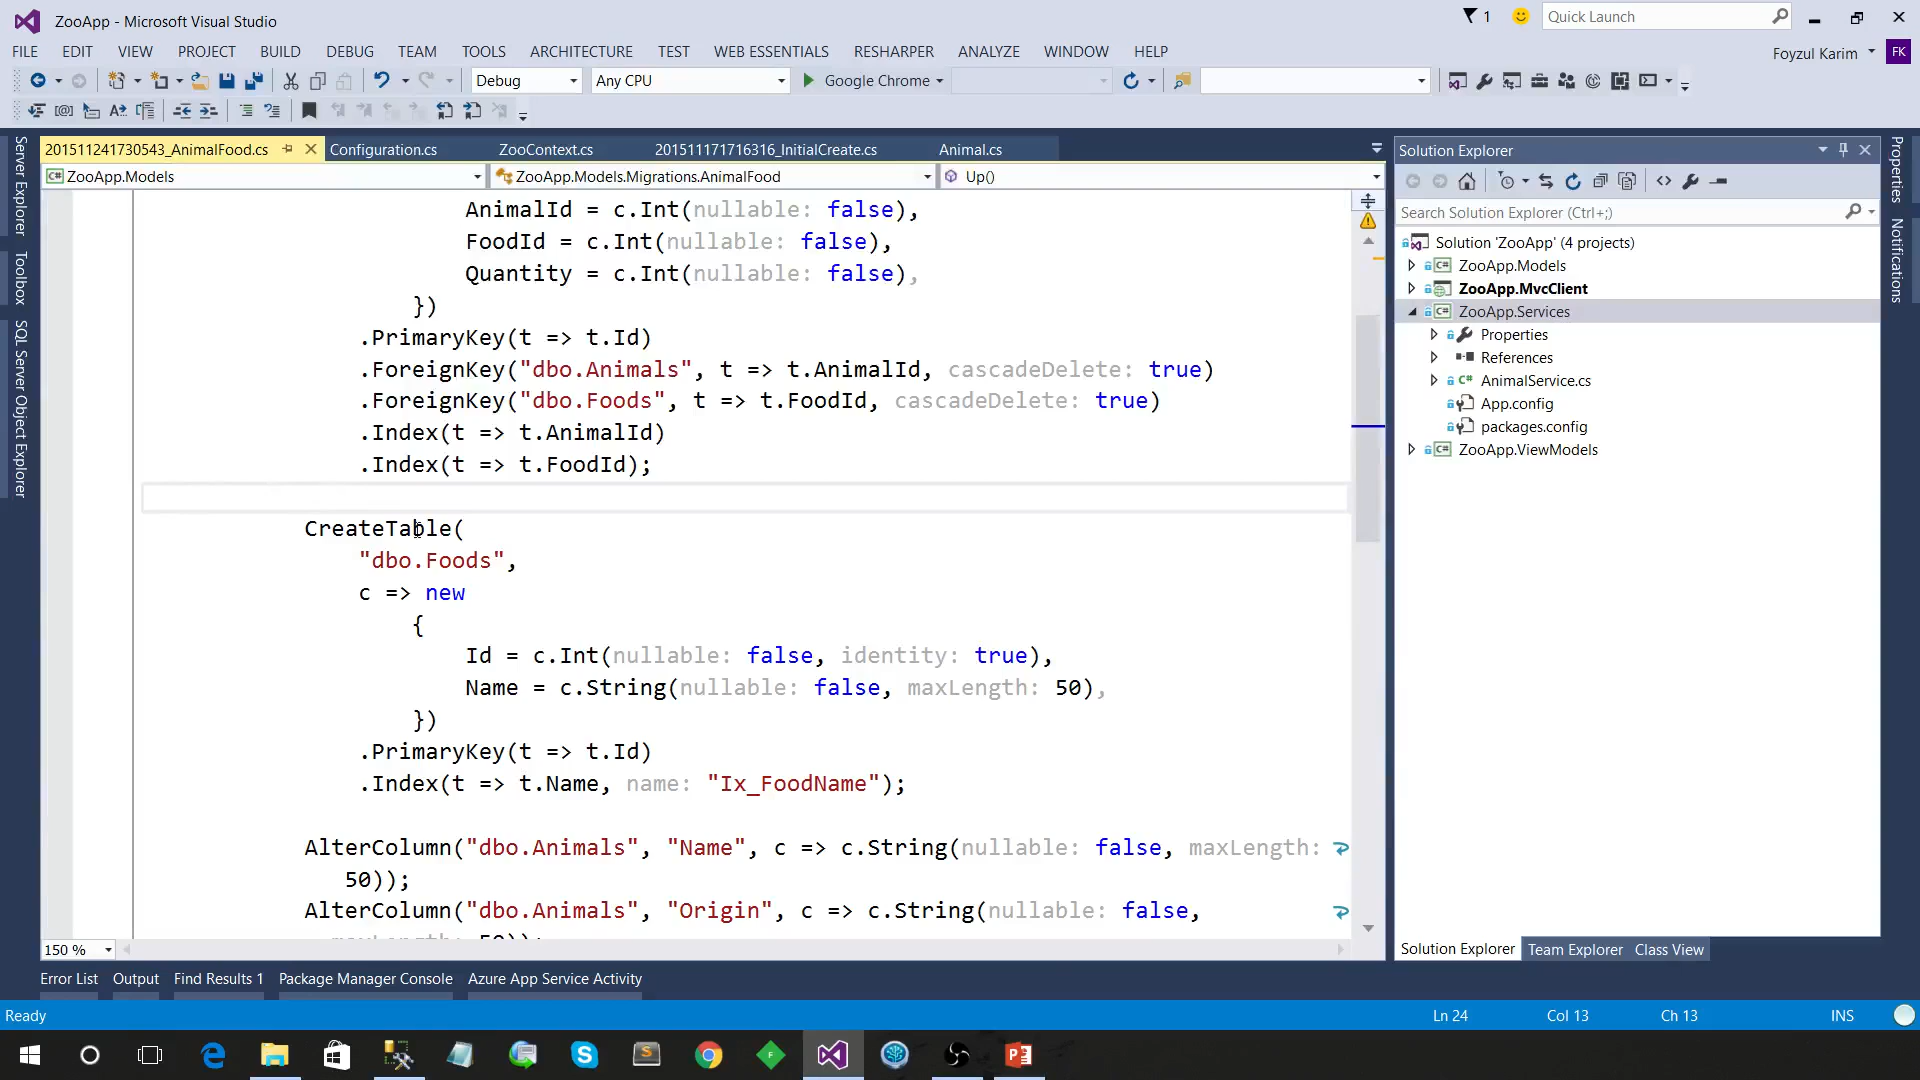 ZooApp - Microsoft Visual Studio
1
Quick Launch
FILE EDIT VIEW PROJECT BUILD DEBUG TEAM TOOLS ARCHITECTURE TEST WEB ESSENTIALS RESHARPER ANALYZE WINDOW HELP
Foyzul Karim FK
Debug Any CPU Google Chrome
Server Explorer
Toolbox
SQL Server Object Explorer
201511241730543_AnimalFood.cs Configuration.cs ZooContext.cs 201511171716316_InitialCreate.cs Animal.cs
ZooApp.Models ZooApp.Models.Migrations.AnimalFood Up()
AnimalId = c.Int(nullable: false),
FoodId = c.Int(nullable: false),
Quantity = c.Int(nullable: false),
})
.PrimaryKey(t => t.Id)
.ForeignKey("dbo.Animals", t => t.AnimalId, cascadeDelete: true)
.ForeignKey("dbo.Foods", t => t.FoodId, cascadeDelete: true)
.Index(t => t.AnimalId)
.Index(t => t.FoodId);
CreateTable(
"dbo.Foods",
c => new
{
Id = c.Int(nullable: false, identity: true),
Name = c.String(nullable: false, maxLength: 50),
})
.PrimaryKey(t => t.Id)
.Index(t => t.Name, name: "Ix_FoodName");
AlterColumn("dbo.Animals", "Name", c => c.String(nullable: false, maxLength:
50));
AlterColumn("dbo.Animals", "Origin", c => c.String(nullable: false,
150 %
Solution Explorer
Search Solution Explorer (Ctrl+;)
Solution 'ZooApp' (4 projects)
ZooApp.Models
ZooApp.MvcClient
ZooApp.Services
Properties
References
AnimalService.cs
App.config
packages.config
ZooApp.ViewModels
Solution Explorer Team Explorer Class View
Properties
Notifications
Error List Output Find Results 1 Package Manager Console Azure App Service Activity
Ready Ln 24 Col 13 Ch 13 INS